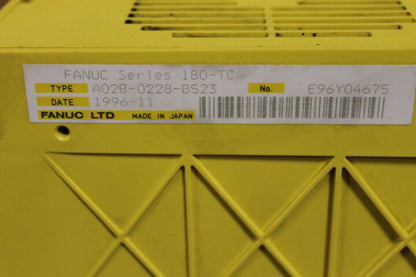 FANUC Series 180-TC
TYPE A02B-0228-B523 No. E96Y04675
DATE 1996-11
FANUC LTD MADE IN JAPAN